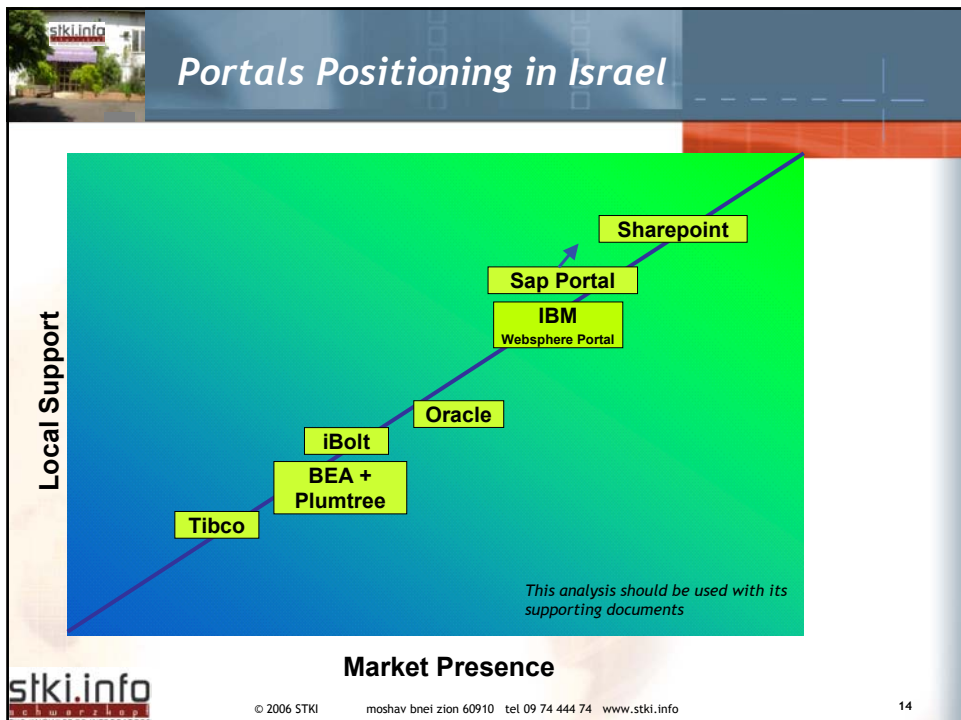 stki.info
Portals Positioning in Israel
Sharepoint
Sap Portal
IBM
Websphere Portal
Oracle
iBolt
BEA +
Plumtree
Tibco
Local Support
This analysis should be used with its
supporting documents
Market Presence
stki.info
schwarzkopf
© 2006 STKI moshav bnei zion 60910 tel 09 74 444 74 www.stki.info
14